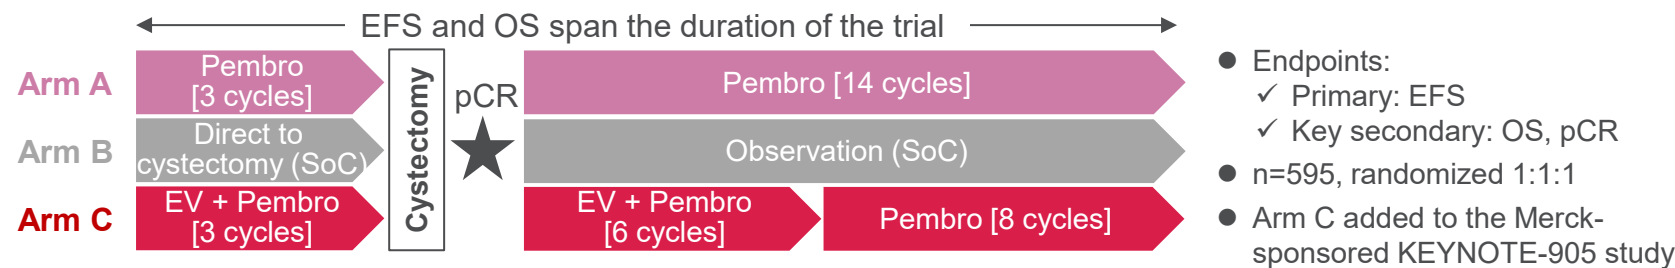 EFS and OS span the duration of the trial
Arm A
Pembro
[3 cycles]
Arm B
Direct to
cystectomy (SoC)
Arm C
EV + Pembro
[3 cycles]
Cystectomy
pCR
Pembro [14 cycles]
Observation (SoC)
EV + Pembro
[6 cycles]
Pembro [8 cycles]
● Endpoints:
✓ Primary: EFS
✓ Key secondary: OS, pCR
● n=595, randomized 1:1:1
● Arm C added to the Merck-
sponsored KEYNOTE-905 study